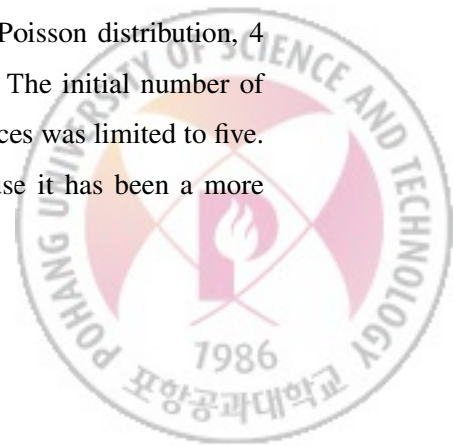 Poisson distribution, 4
The initial number of
ces was limited to five.
use it has been a more
POHANG UNIVERSITY OF SCIENCE AND TECHNOLOGY
1986
포항공과대학교